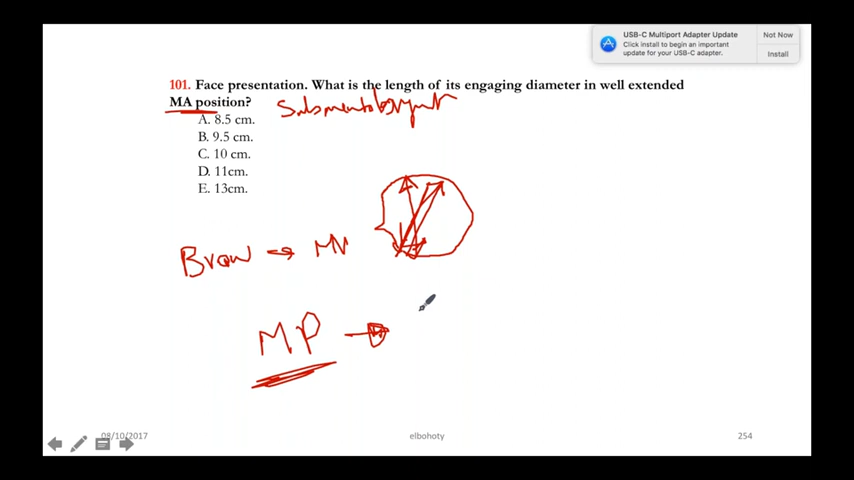 USB-C Multiport Adapter Update
Click install to begin an important
update for your USB-C adapter.
Not Now
Install
101. Face presentation. What is the length of its engaging diameter in well extended
MA position?
A. 8.5 cm.
B. 9.5 cm.
C. 10 cm.
D. 11cm.
E. 13cm.
Brow → MV
MP →
08/10/2017
elbohoty
254